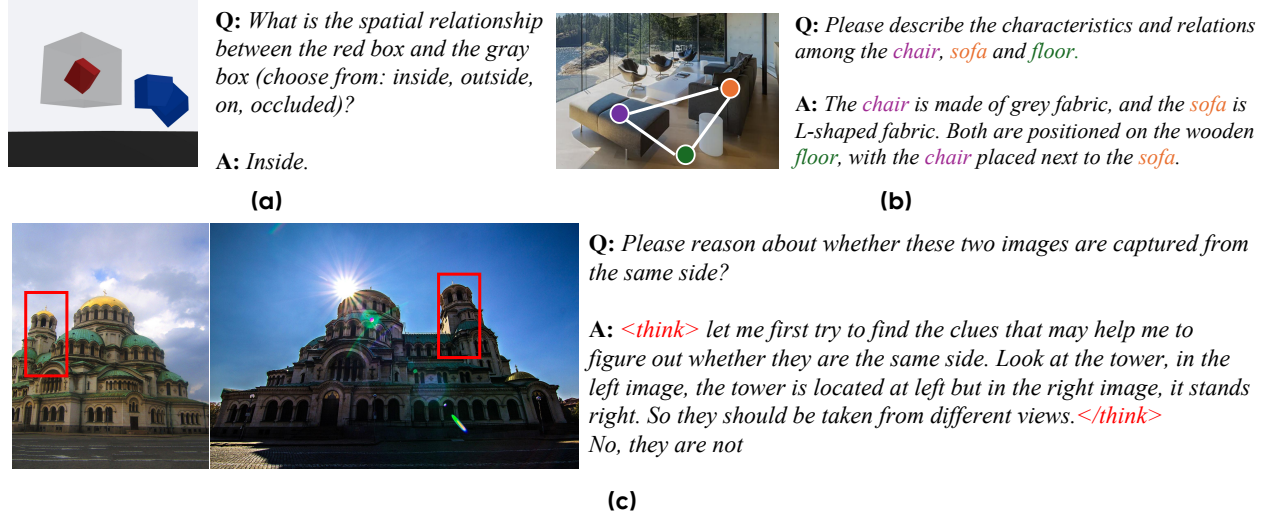 Q: What is the spatial relationship
between the red box and the gray
box (choose from: inside, outside,
on, occluded)?
A: Inside.
(a)
Q: Please describe the characteristics and relations
among the chair, sofa and floor.
A: The chair is made of grey fabric, and the sofa is
L-shaped fabric. Both are positioned on the wooden
floor, with the chair placed next to the sofa.
(b)
Q: Please reason about whether these two images are captured from
the same side?
A: <think> let me first try to find the clues that may help me to
figure out whether they are the same side. Look at the tower, in the
left image, the tower is located at left but in the right image, it stands
right. So they should be taken from different views.</think>
No, they are not
(c)